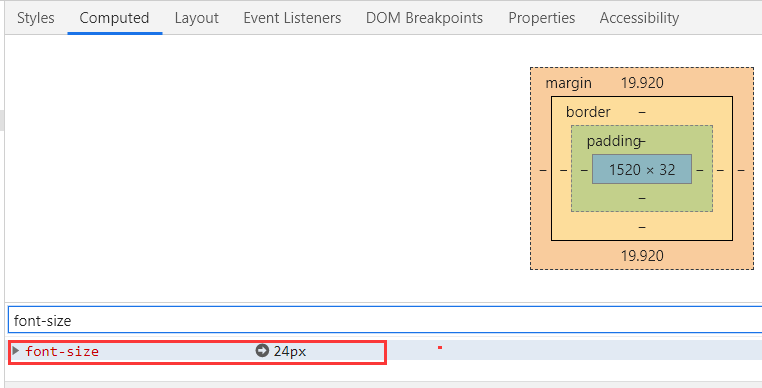 Styles Computed Layout Event Listeners DOM Breakpoints Properties Accessibility
margin 19.920
border –
padding –
– – – 1520 × 32 – – –
–
–
19.920
font-size
font-size 24px